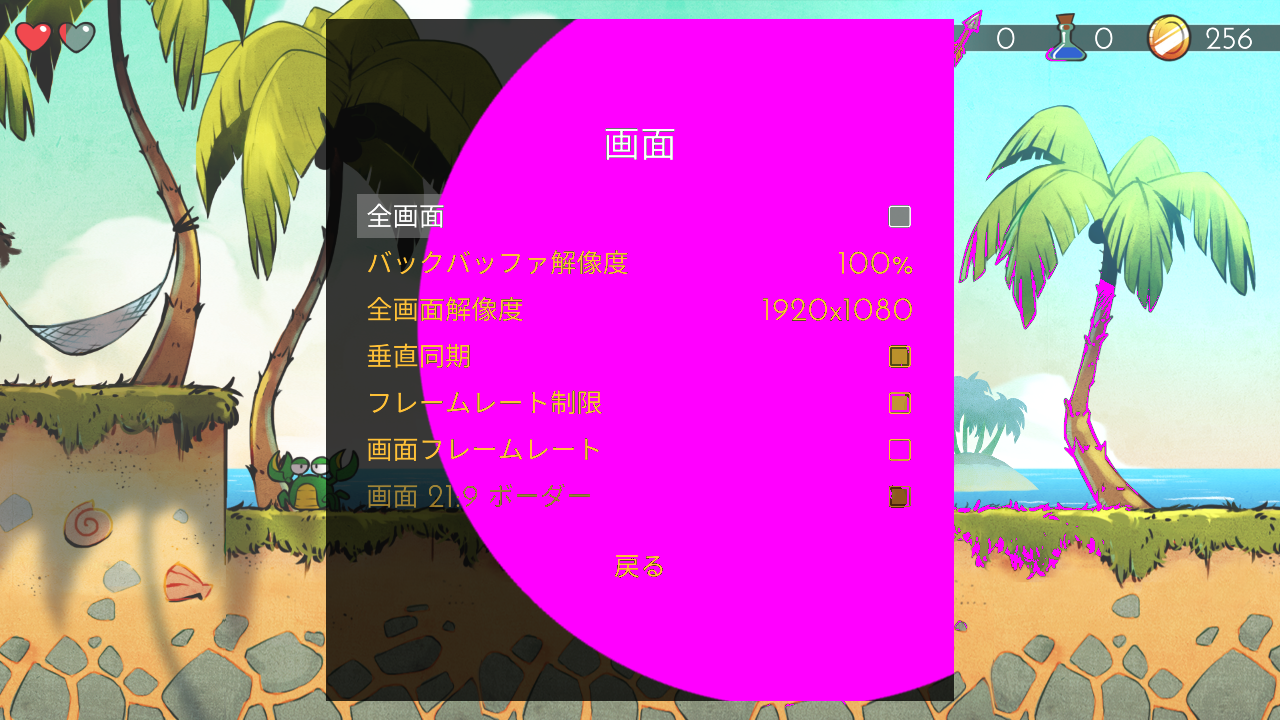 0 0 256
画面
全画面
バックバッファ解像度 100%
全画面解像度 1920x1080
垂直同期
フレームレート制限
画面フレームレート
画面 21:9 ボーダー
戻る